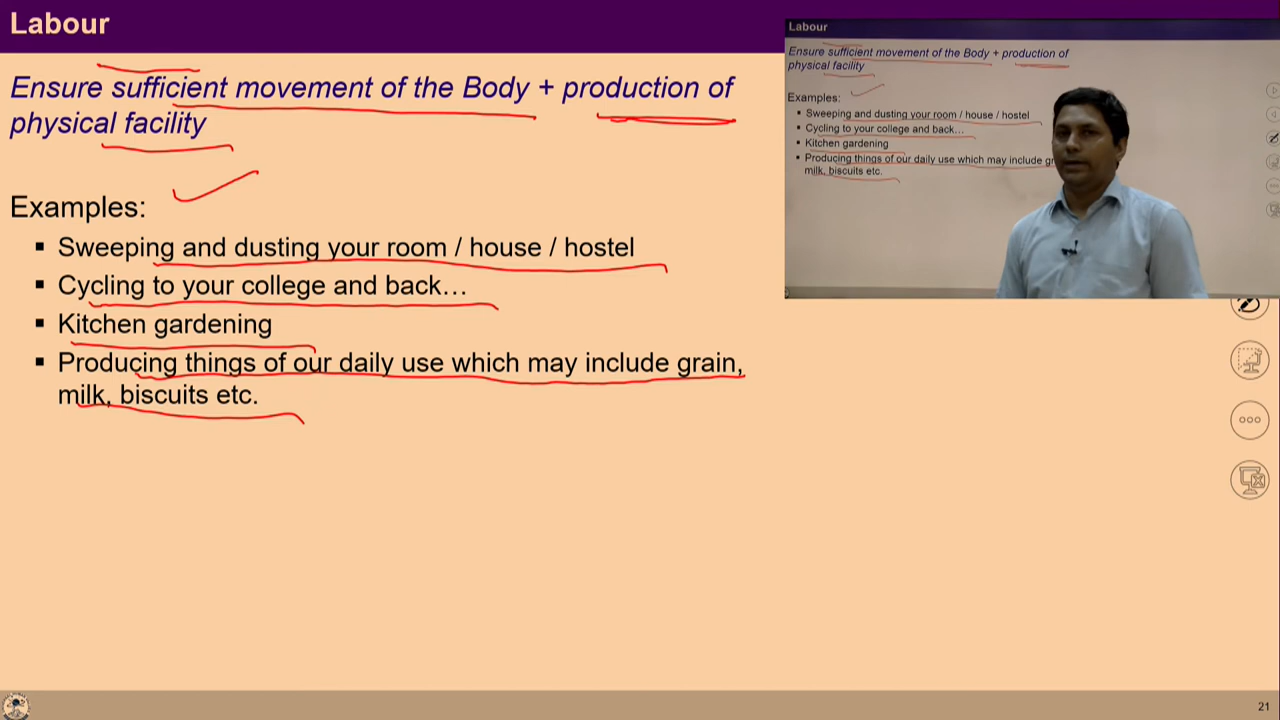 Labour
Ensure sufficient movement of the Body + production of
physical facility
Examples:
▪ Sweeping and dusting your room / house / hostel
▪ Cycling to your college and back…
▪ Kitchen gardening
▪ Producing things of our daily use which may include grain,
milk, biscuits etc.
Labour
Ensure sufficient movement of the Body + production of
physical facility
Examples:
▪ Sweeping and dusting your room / house / hostel
▪ Cycling to your college and back…
▪ Kitchen gardening
▪ Producing things of our daily use which may include
milk, biscuits etc.
21